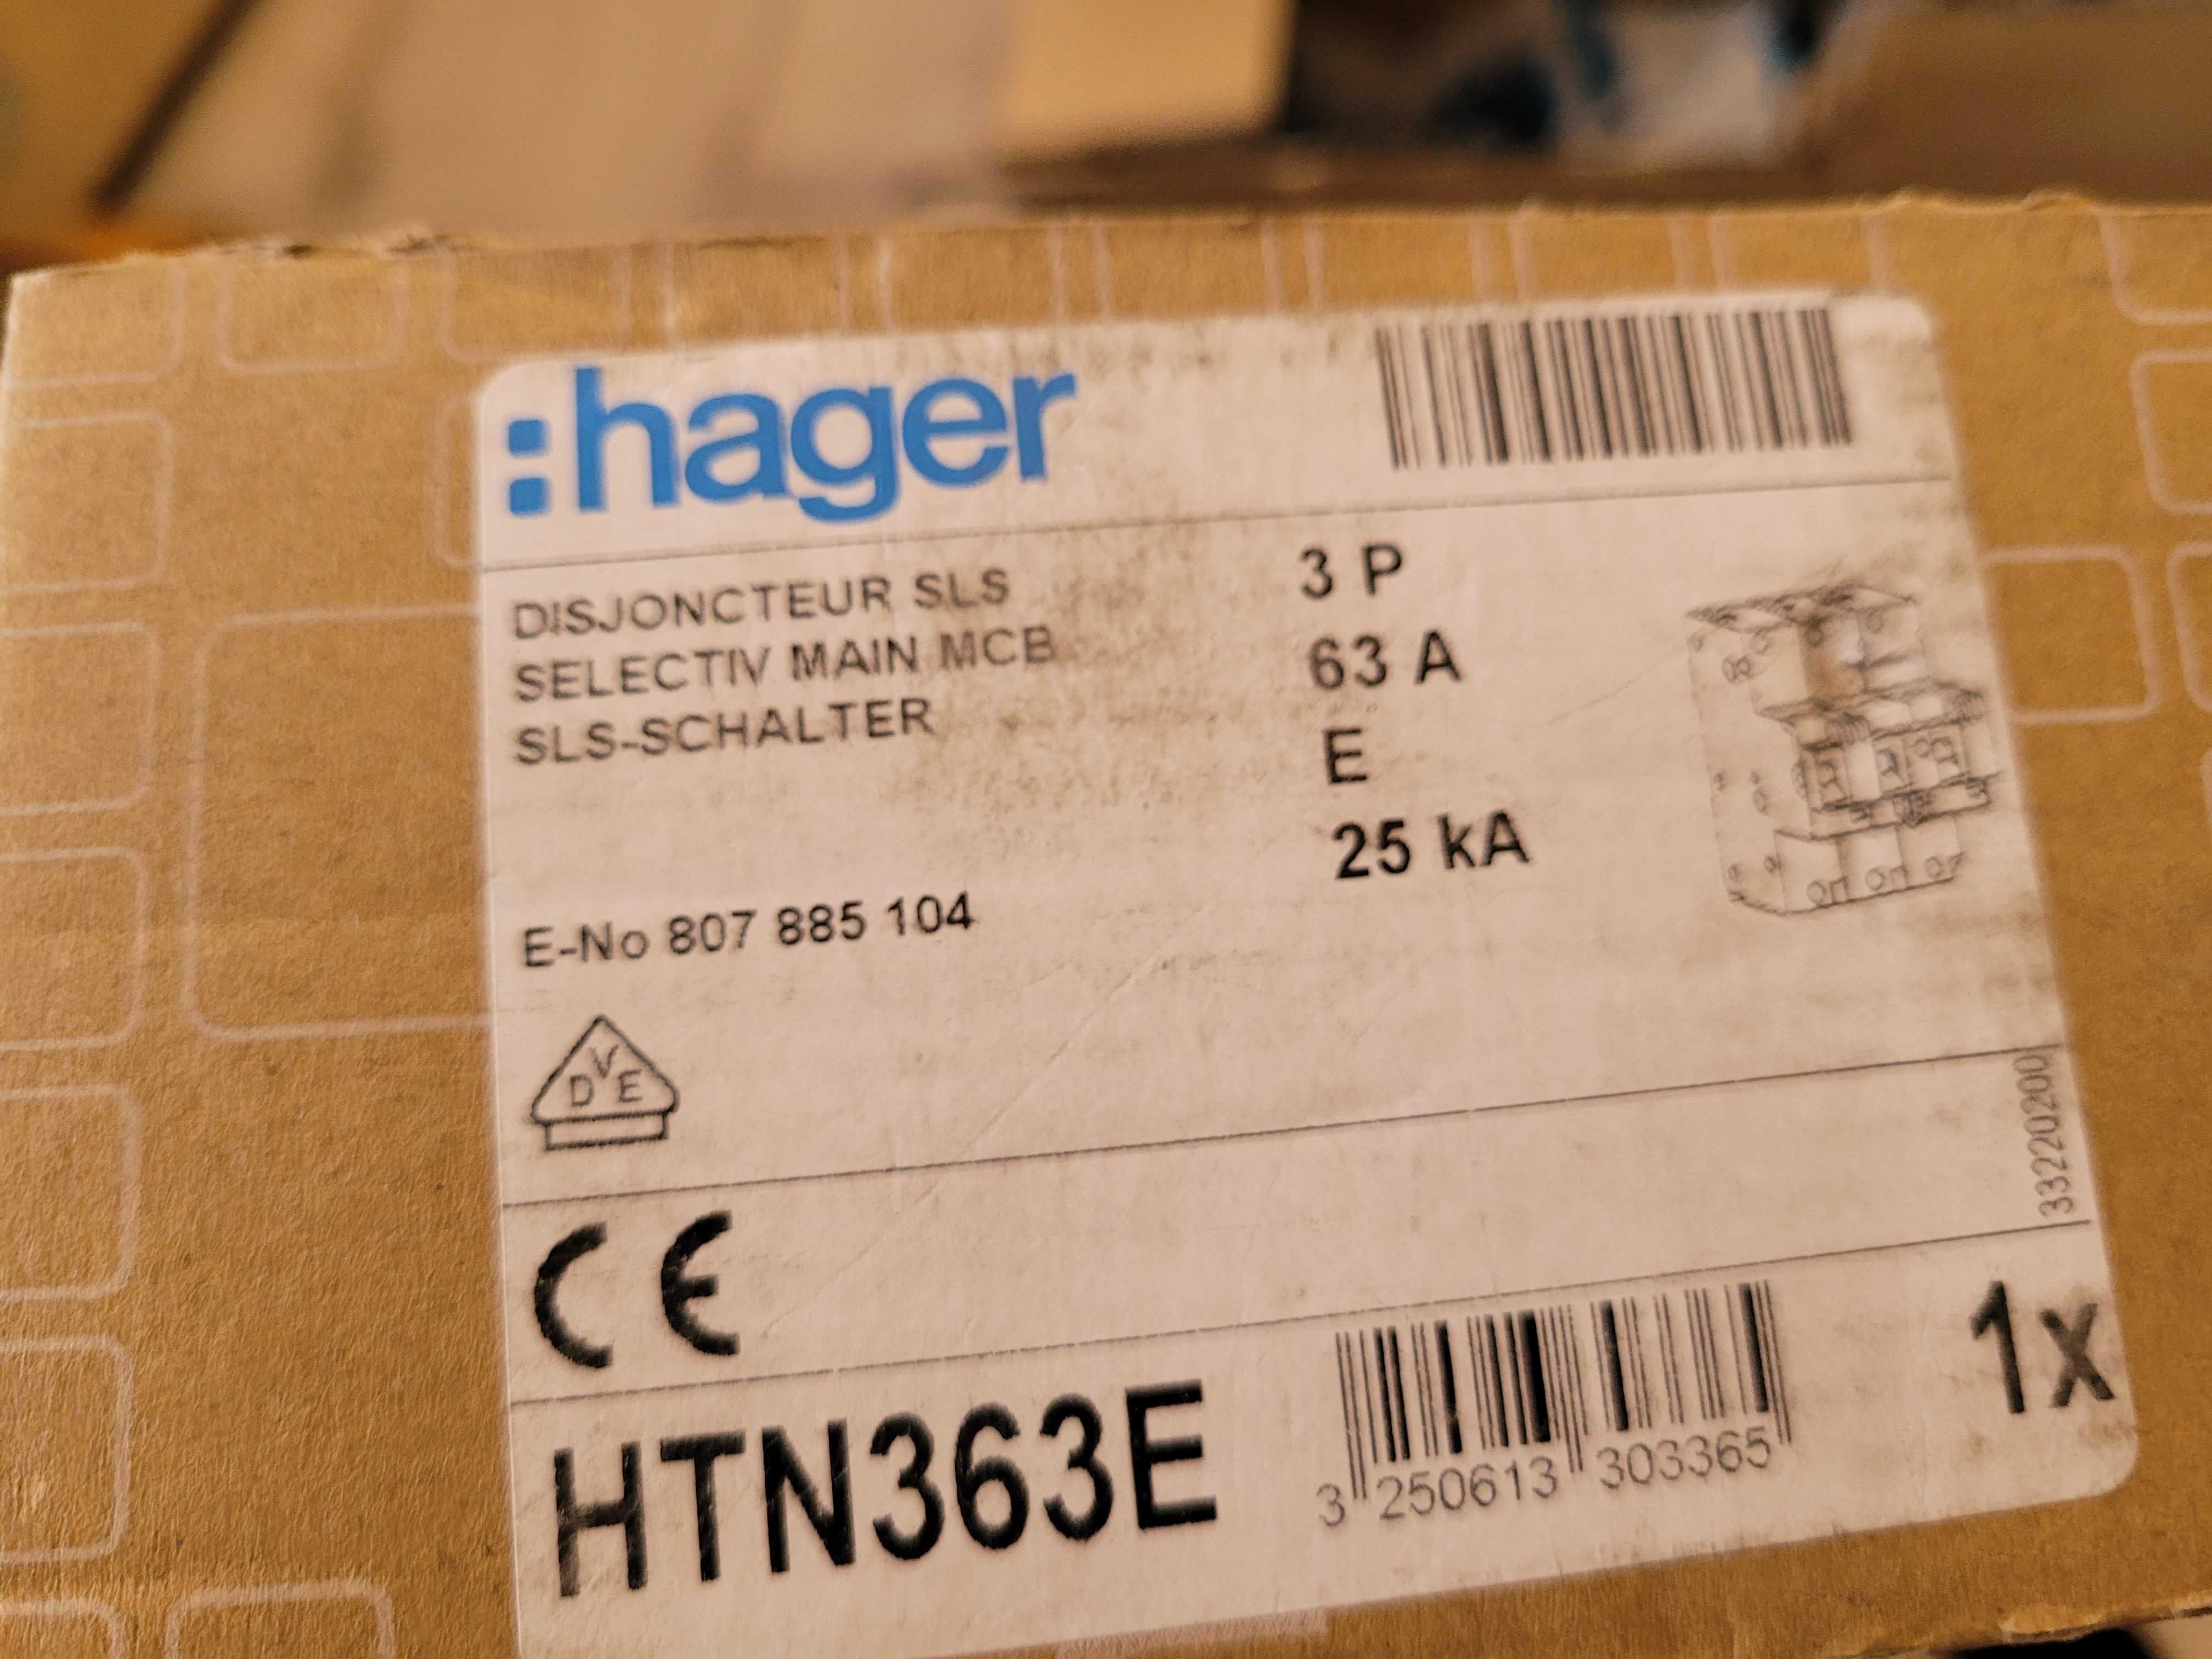 :hager
DISJONCTEUR SLS
SELECTIV MAIN MCB
SLS-SCHALTER
3 P
63 A
E
25 kA
E-No 807 885 104
VDE
33220200
CE
HTN363E
3 250613 303365
1x